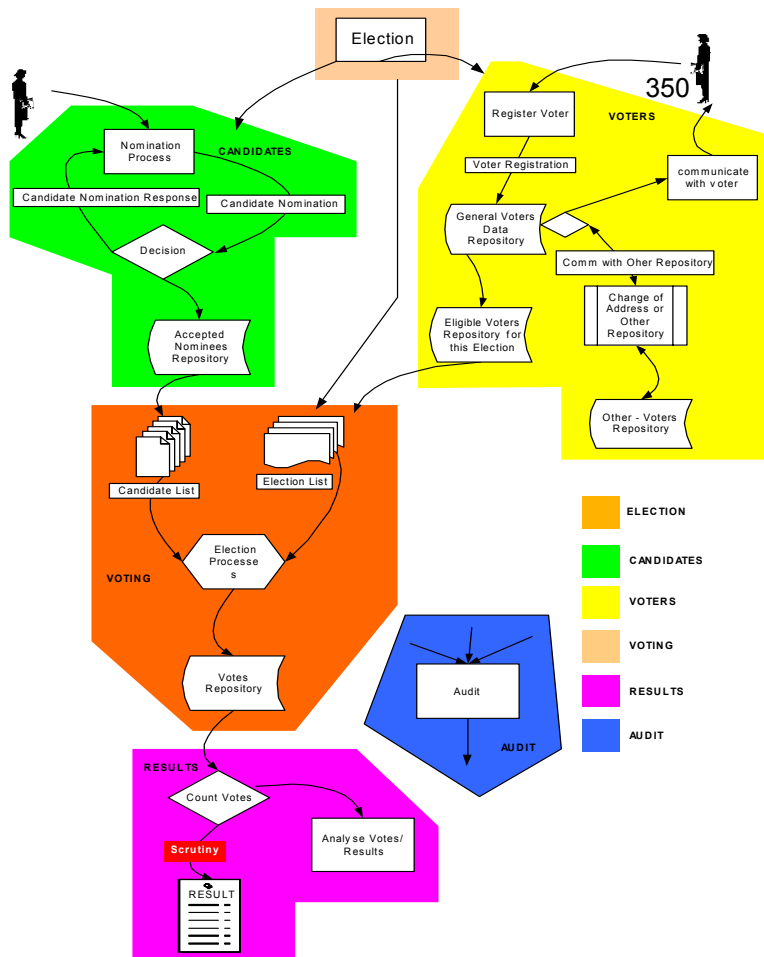 Election
350
Register Voter
VOTERS
Nomination
Process
CANDIDATES
Voter Registration
communicate
with voter
Candidate Nomination Response
Candidate Nomination
General Voters
Data
Repository
Decision
Comm with Oher Repository
Change of
Address or
Other
Repository
Accepted
Nominees
Repository
Eligible Voters
Repository for
this Election
Other - Voters
Repository
Candidate List
Election List
ELECTION
Election
Processe
s
CANDIDATES
VOTING
VOTERS
VOTING
Votes
Repository
Audit
RESULTS
AUDIT
AUDIT
RESULTS
Count Votes
Analyse Votes/
Results
Scrutiny
RESULT